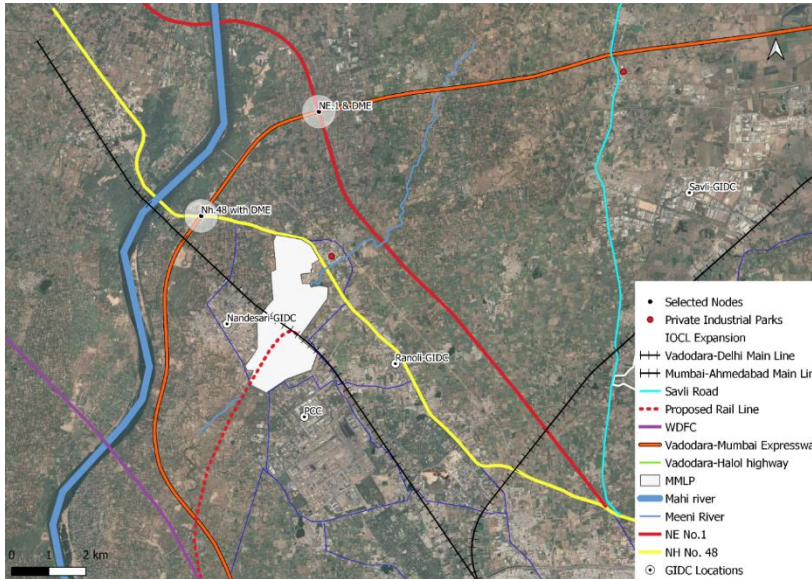 NE.1 & DME
Nh.48 with DME
Savli-GIDC
Nandesari-GIDC
Ranoli-GIDC
PCC
Selected Nodes
Private Industrial Parks
IOCL Expansion
Vadodara-Delhi Main Line
Mumbai-Ahmedabad Main Lin
Savli Road
Proposed Rail Line
WDFC
Vadodara-Mumbai Expresswa
Vadodara-Halol highway
MMLP
Mahi river
Meeni River
NE No.1
NH No. 48
GIDC Locations
0 1 2 km